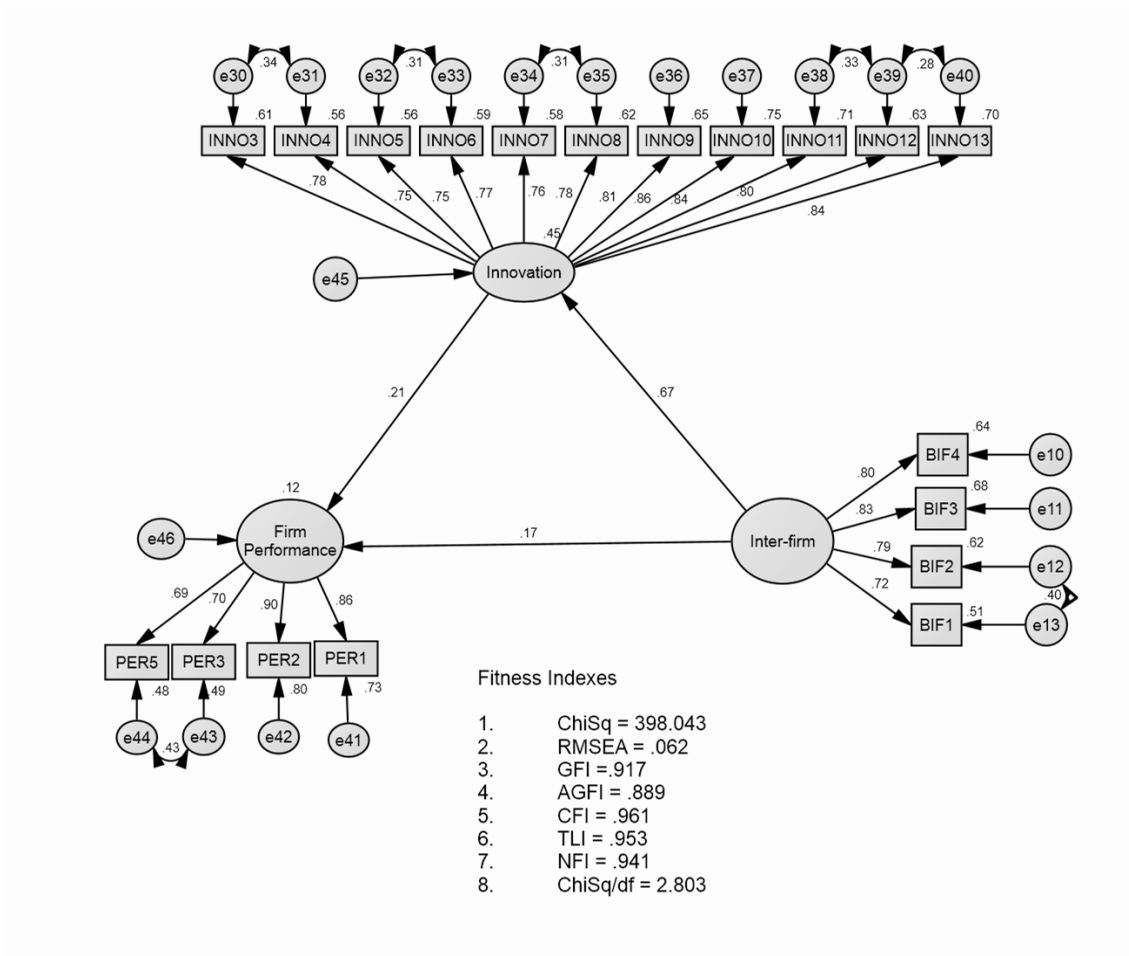 .34 .31 .31 .33 .28
e30 e31 e32 e33 e34 e35 e36 e37 e38 e39 e40
.61 .56 .56 .59 .58 .62 .65 .75 .71 .63 .70
INNO3 INNO4 INNO5 INNO6 INNO7 INNO8 INNO9 INNO10 INNO11 INNO12 INNO13
.78 .75 .75 .77 .76 .78 .81 .86 .84 .80 .84
.45
e45 Innovation
.21 .67
.12
e46
Firm
Performance
.17
Inter-firm
.80 .83 .79 .72
.64
BIF4 e10
.68
BIF3 e11
.62
BIF2 e12
.40
.51
BIF1 e13
.69 .70 .90 .86
PER5 PER3 PER2 PER1
.48 .49 .80 .73
e44 e43 e42 e41
.43
Fitness Indexes
1. ChiSq = 398.043
2. RMSEA = .062
3. GFI =.917
4. AGFI = .889
5. CFI = .961
6. TLI = .953
7. NFI = .941
8. ChiSq/df = 2.803